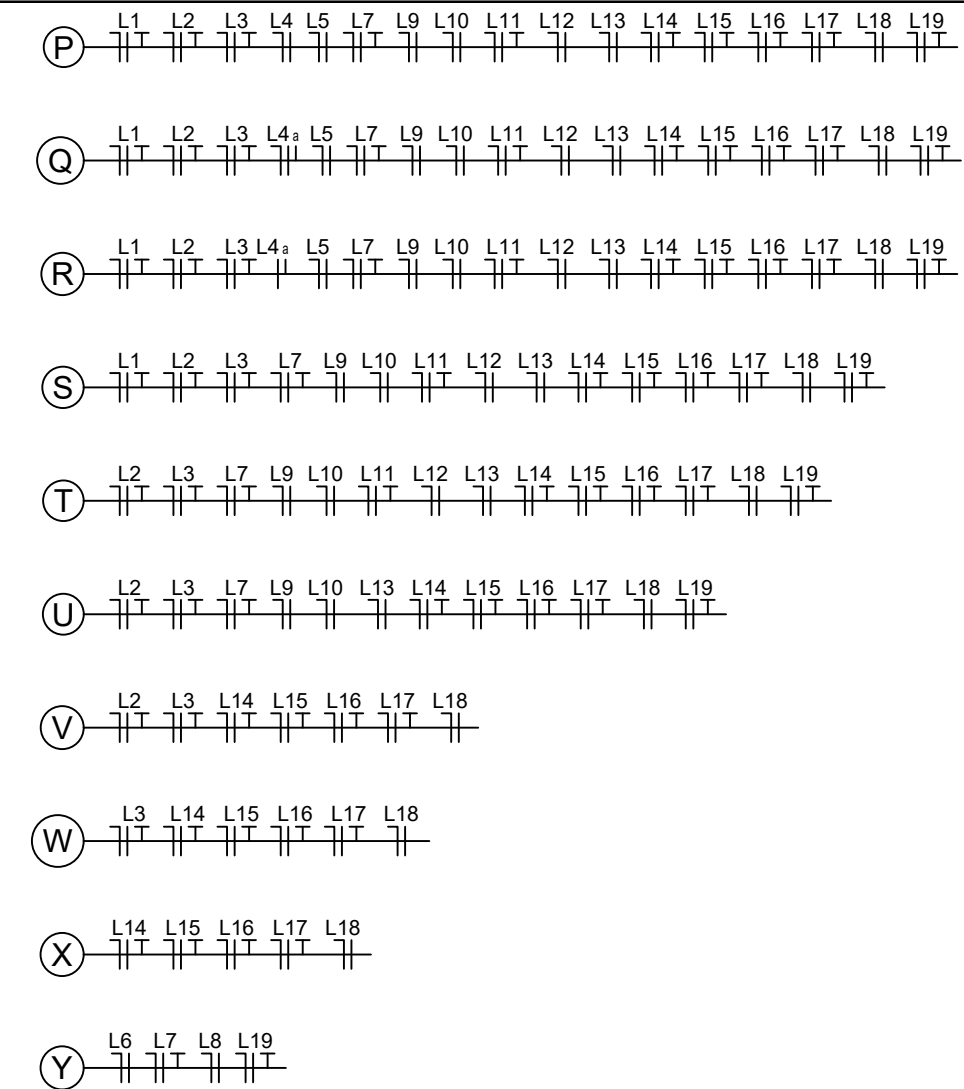 P L1 L2 L3 L4 L5 L7 L9 L10 L11 L12 L13 L14 L15 L16 L17 L18 L19
Q L1 L2 L3 L4a L5 L7 L9 L10 L11 L12 L13 L14 L15 L16 L17 L18 L19
R L1 L2 L3 L4a L5 L7 L9 L10 L11 L12 L13 L14 L15 L16 L17 L18 L19
S L1 L2 L3 L7 L9 L10 L11 L12 L13 L14 L15 L16 L17 L18 L19
T L2 L3 L7 L9 L10 L11 L12 L13 L14 L15 L16 L17 L18 L19
U L2 L3 L7 L9 L10 L13 L14 L15 L16 L17 L18 L19
V L2 L3 L14 L15 L16 L17 L18
W L3 L14 L15 L16 L17 L18
X L14 L15 L16 L17 L18
Y L6 L7 L8 L19